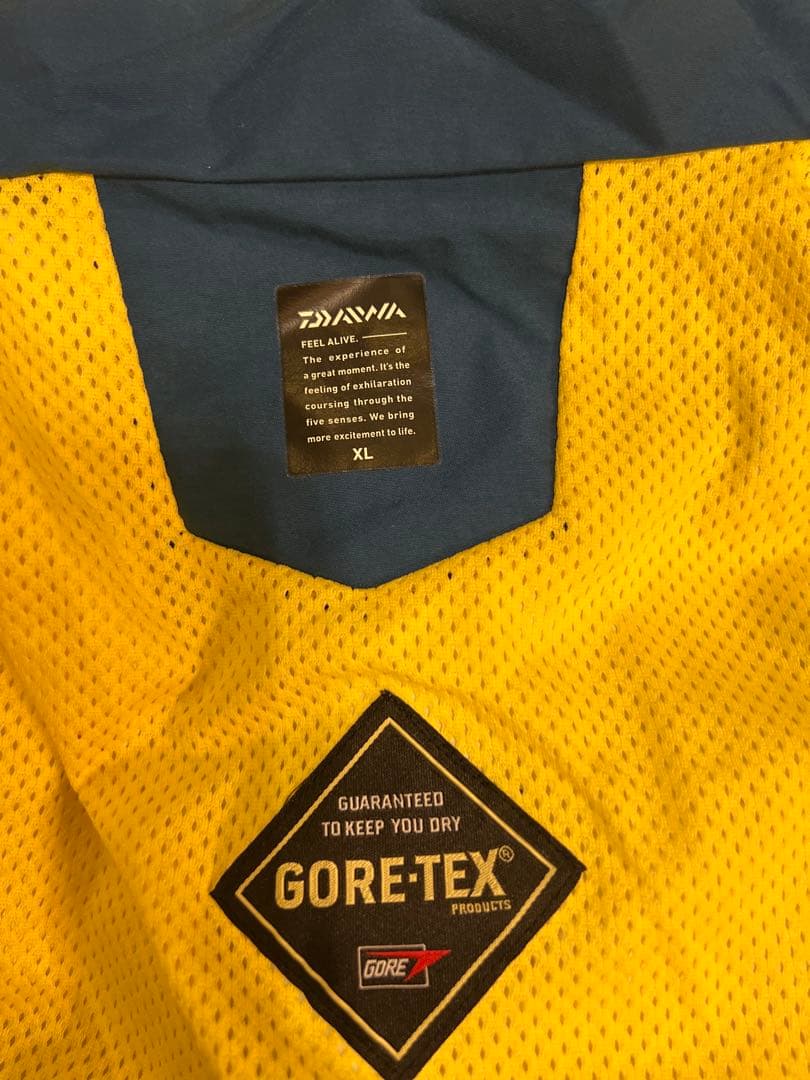 DAIWA
FEEL ALIVE.
The experience of
a great moment. It's the
feeling of exhilaration
coursing through the
five senses. We bring
more excitement to life.
XL
GUARANTEED
TO KEEP YOU DRY
GORE-TEX®
PRODUCTS
GORE